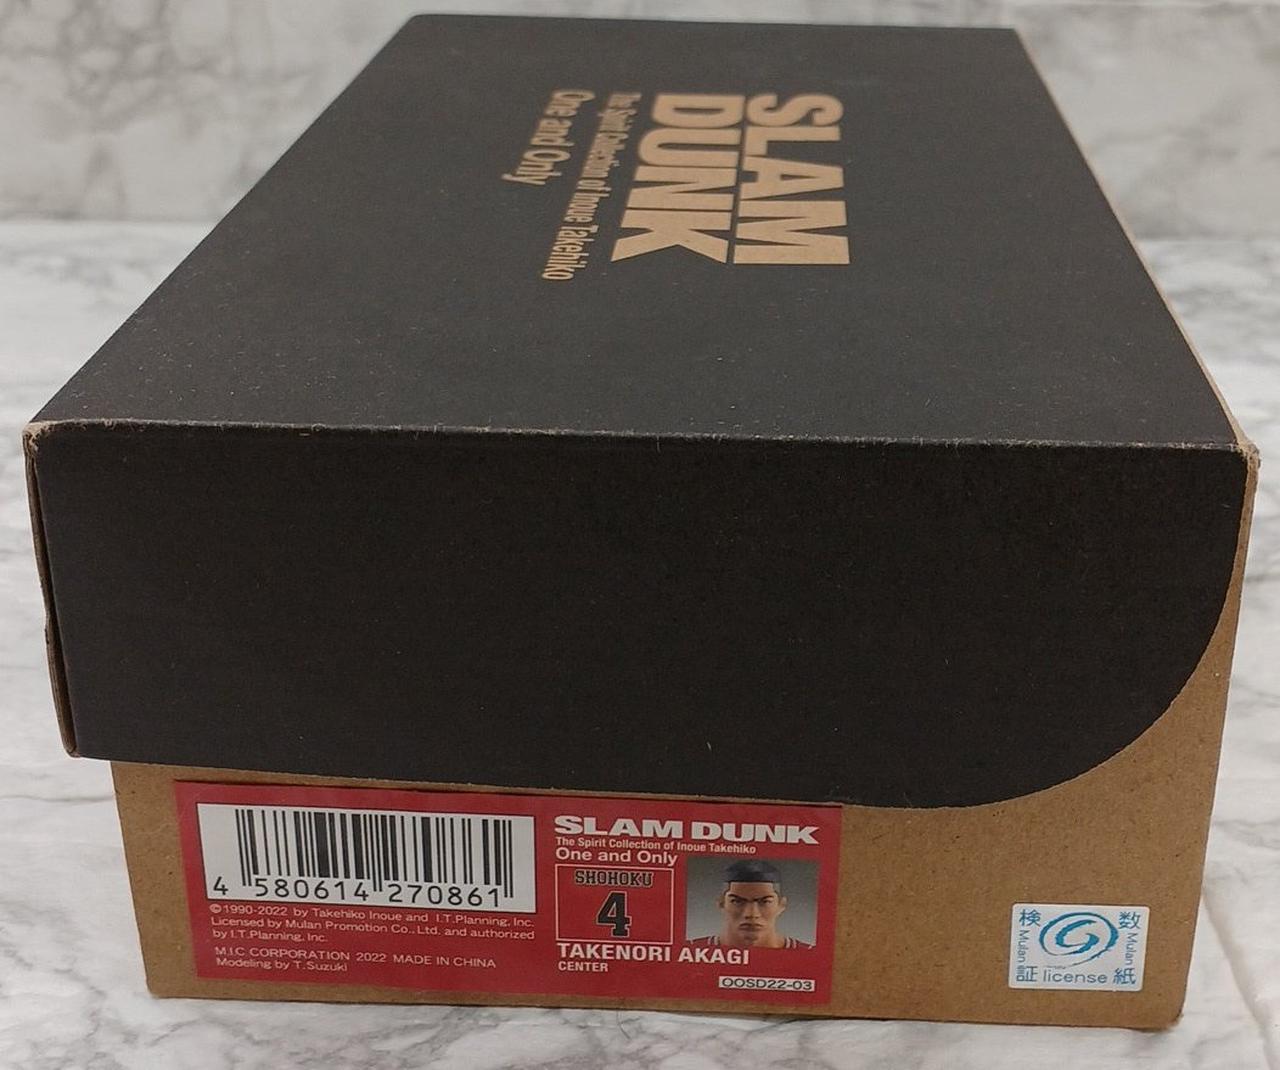 SLAM
DUNK
The Spirit Collection of Inoue Takehiko
One and Only
4 580614 270861
©1990-2022 by Takehiko Inoue and I.T.Planning, Inc.
Licensed by Mulan Promotion Co., Ltd. and authorized
by I.T.Planning, Inc.
M.I.C CORPORATION 2022 MADE IN CHINA
Modeling by T.Suzuki
SLAM DUNK
The Spirit Collection of Inoue Takehiko
One and Only
SHOHOKU
4
TAKENORI AKAGI
CENTER
OOSD22-03
検 数
Mulan Mulan
証 license 紙